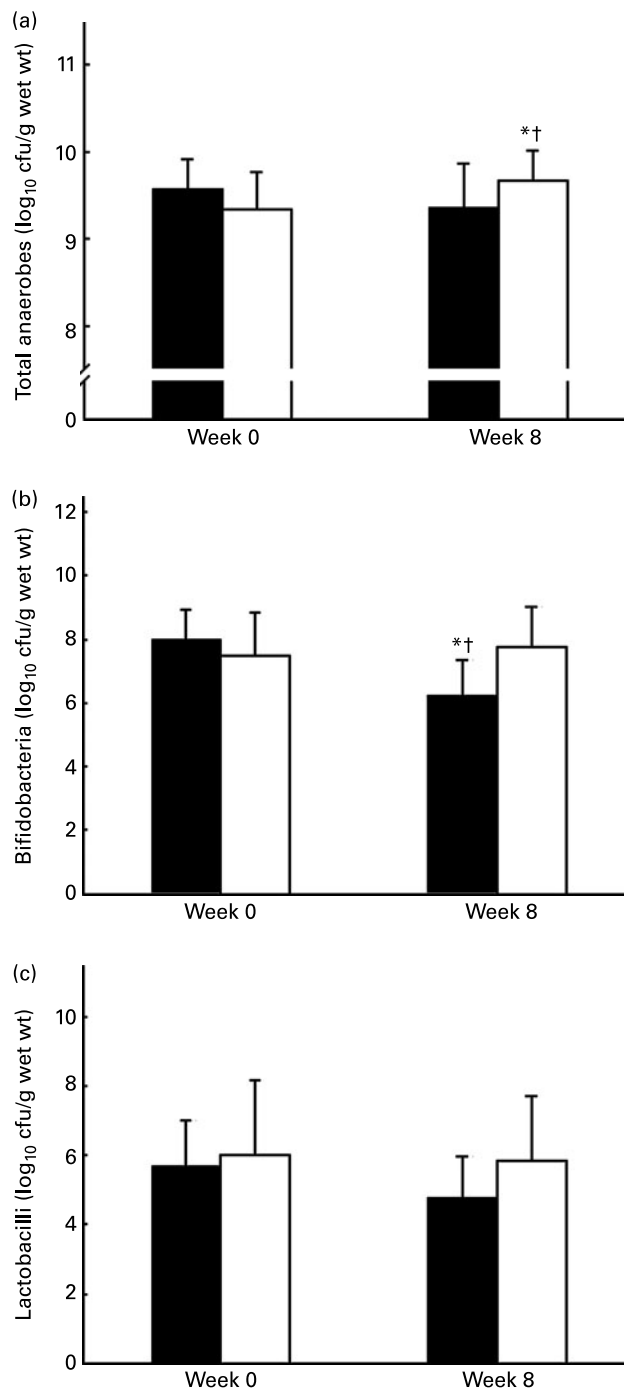 (a)
Total anaerobes (log10 cfu/g wet wt)
11
10
9
8
0
*†
Week 0
Week 8
(b)
Bifidobacteria (log10 cfu/g wet wt)
12
10
8
6
4
2
0
*†
Week 0
Week 8
(c)
Lactobacilli (log10 cfu/g wet wt)
10
8
6
4
2
0
Week 0
Week 8